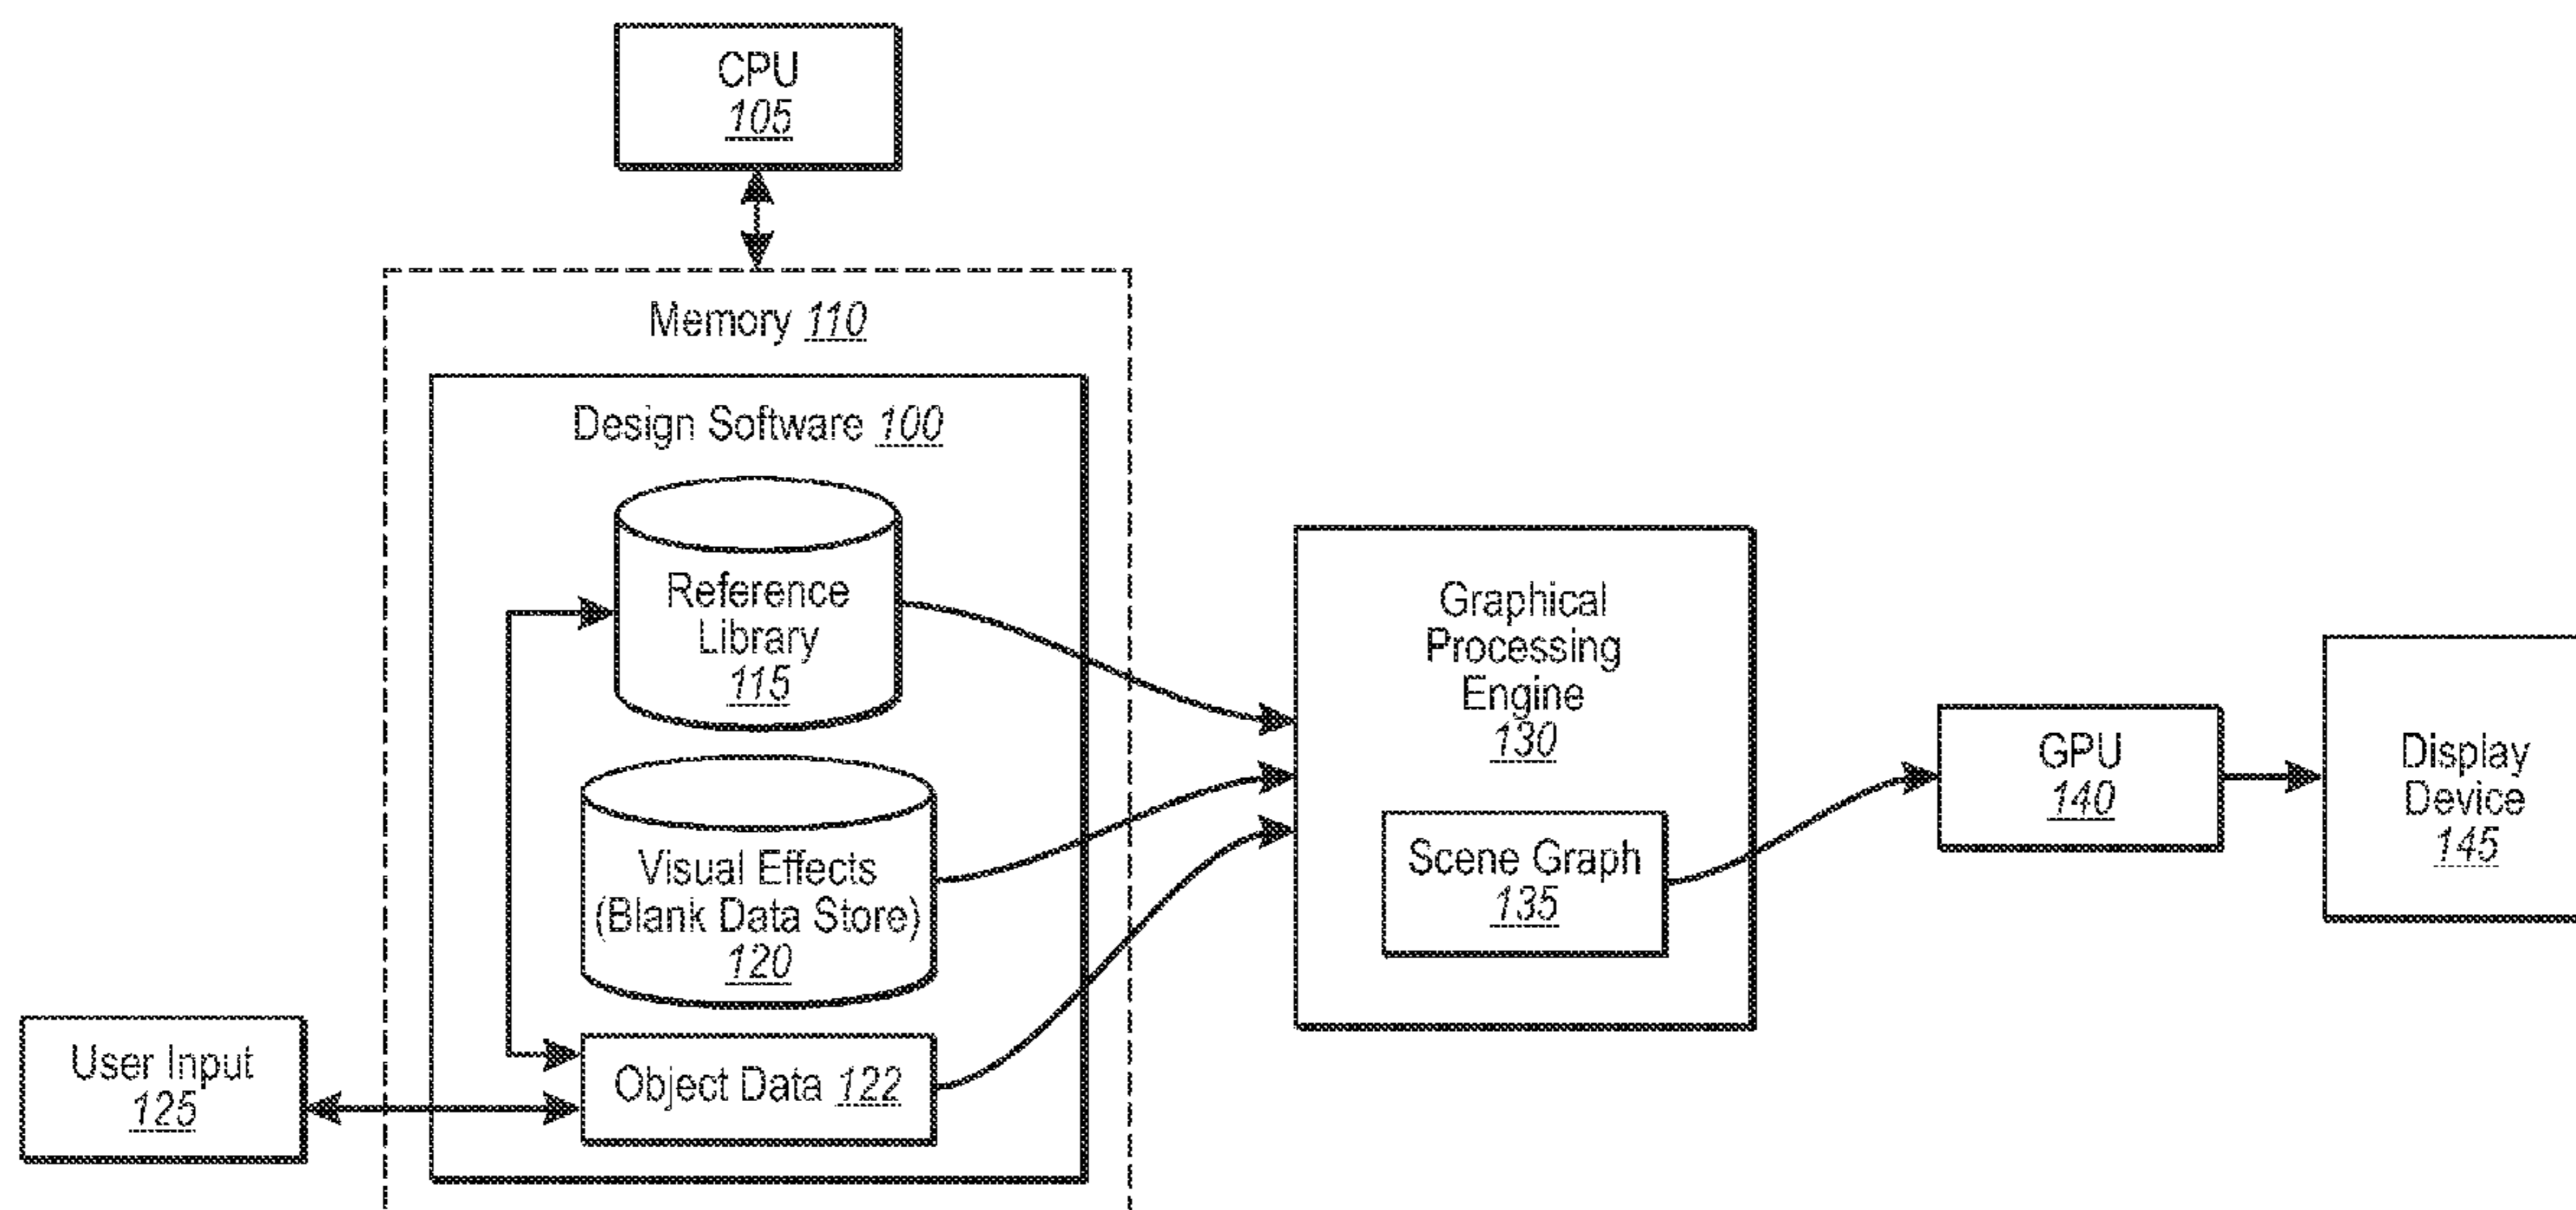 CPU
105
Memory 110
Design Software 100
Reference
Library
115
Visual Effects
(Blank Data Store)
120
Object Data 122
User Input
125
Graphical
Processing
Engine
130
Scene Graph
135
GPU
140
Display
Device
145